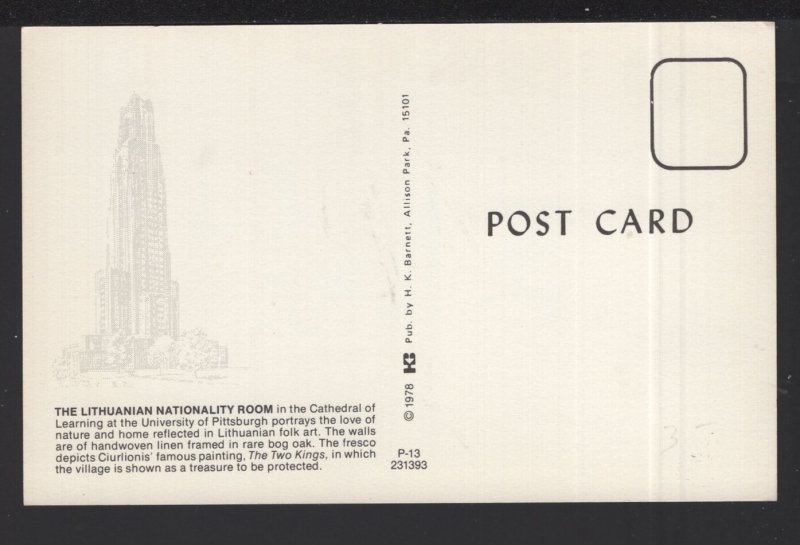 THE LITHUANIAN NATIONALITY ROOM in the Cathedral of
Learning at the University of Pittsburgh portrays the love of
nature and home reflected in Lithuanian folk art. The walls
are of handwoven linen framed in rare bog oak. The fresco
depicts Ciurlionis' famous painting, The Two Kings, in which
the village is shown as a treasure to be protected.
© 1978 KB Pub. by H. K. Barnett, Allison Park, Pa. 15101
P-13
231393
POST CARD